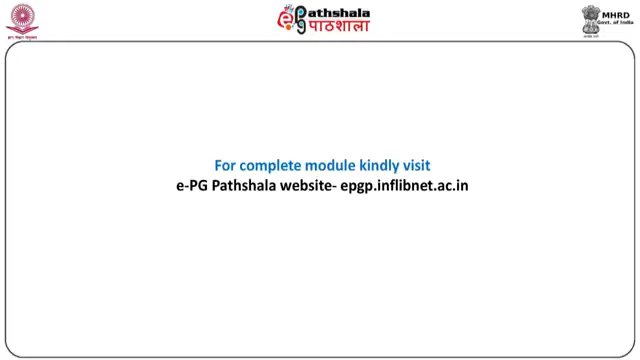 Pathshala
पाठशाला
MHRD
Govt. of India
For complete module kindly visit
e-PG Pathshala website- epgp.inflibnet.ac.in